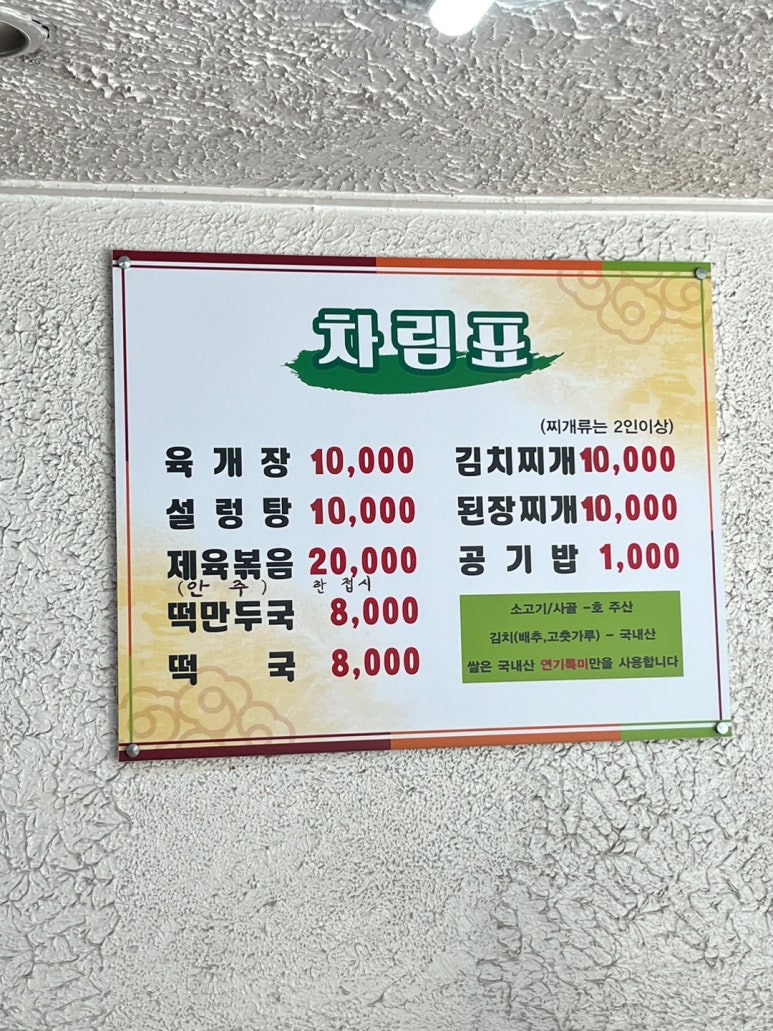 차림표
(찌개류는 2인이상)
육개장 10,000
설렁탕 10,000
제육볶음 20,000
(안주) 한접시
떡만두국 8,000
떡국 8,000
김치찌개 10,000
된장찌개 10,000
공기밥 1,000
소고기/사골 -호 주산
김치(배추,고춧가루) - 국내산
쌀은 국내산 연기특미만을 사용합니다